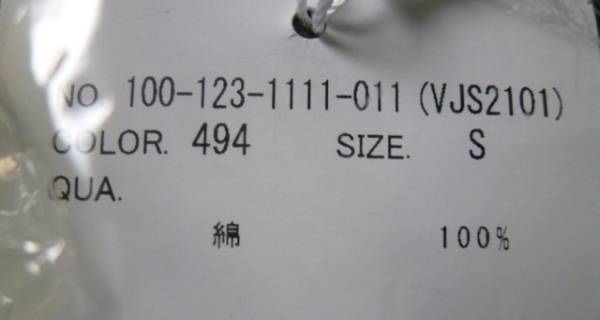 NO. 100-123-1111-011 (VJS2101)
COLOR. 494 SIZE. S
QUA.
綿 100%